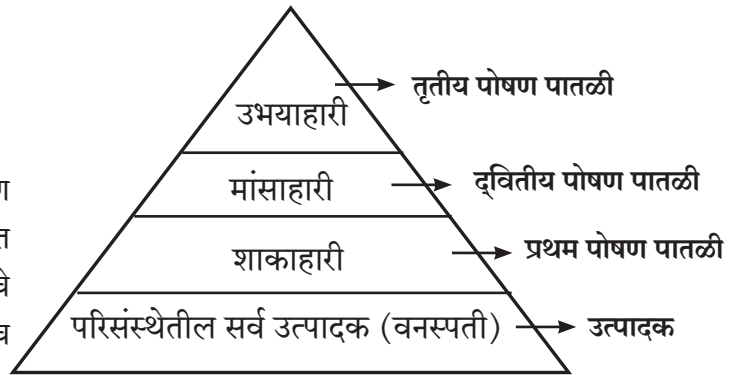 तृतीय पोषण पातळी
उभयाहारी
मांसाहारी
द्‌वितीय पोषण पातळी
शाकाहारी
प्रथम पोषण पातळी
परिसंस्थेतील सर्व उत्पादक (वनस्पती)
उत्पादक